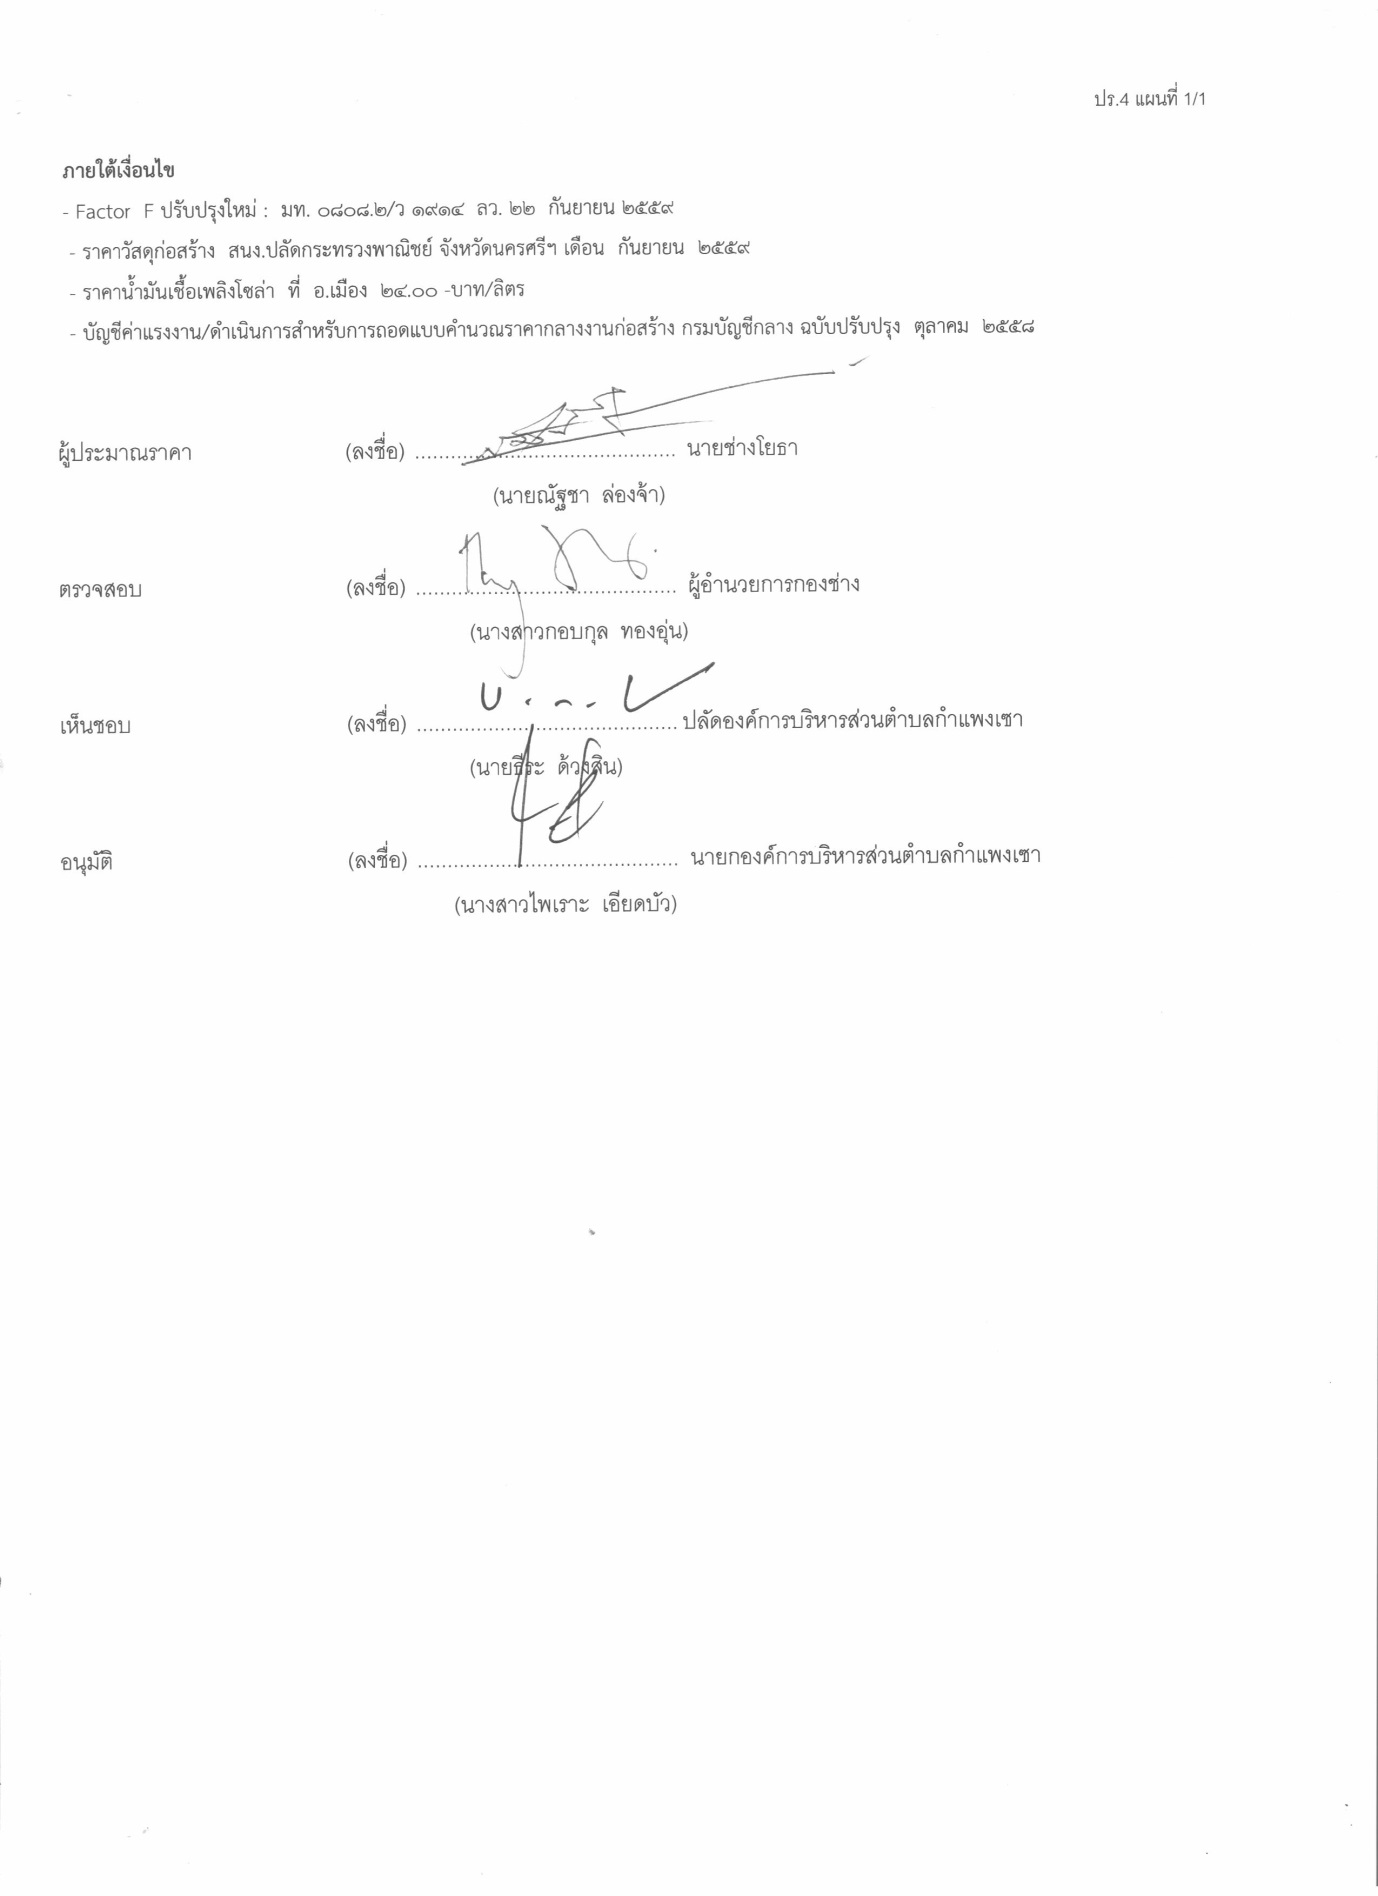 ปร.4 แผนที่ 1/1
ภายใต้เงื่อนไข
- Factor F ปรับปรุงใหม่ : มท. ๐๘๐๘.๒/ว ๑๙๑๔ ลว. ๒๒ กันยายน ๒๕๕๙
- ราคาวัสดุก่อสร้าง สนง.ปลัดกระทรวงพาณิชย์ จังหวัดนครศรีฯ เดือน กันยายน ๒๕๕๙
- ราคาน้ำมันเชื้อเพลิงโซล่า ที่ อ.เมือง ๒๔.๐๐ -บาท/ลิตร
- บัญชีค่าแรงงาน/ดำเนินการสำหรับการถอดแบบคำนวณราคากลางงานก่อสร้าง กรมบัญชีกลาง ฉบับปรับปรุง ตุลาคม ๒๕๕๘
ผู้ประมาณราคา (ลงชื่อ) ............................................ นายช่างโยธา
(นายณัฐชา ล่องจ้า)
ตรวจสอบ (ลงชื่อ) ............................................ ผู้อำนวยการกองช่าง
(นางสาวกอบกุล ทองอุ่น)
เห็นชอบ (ลงชื่อ) ............................................ ปลัดองค์การบริหารส่วนตำบลกำแพงเซา
(นายธีระ ด้วงสิน)
อนุมัติ (ลงชื่อ) ............................................ นายกองค์การบริหารส่วนตำบลกำแพงเซา
(นางสาวไพเราะ เอียดบัว)